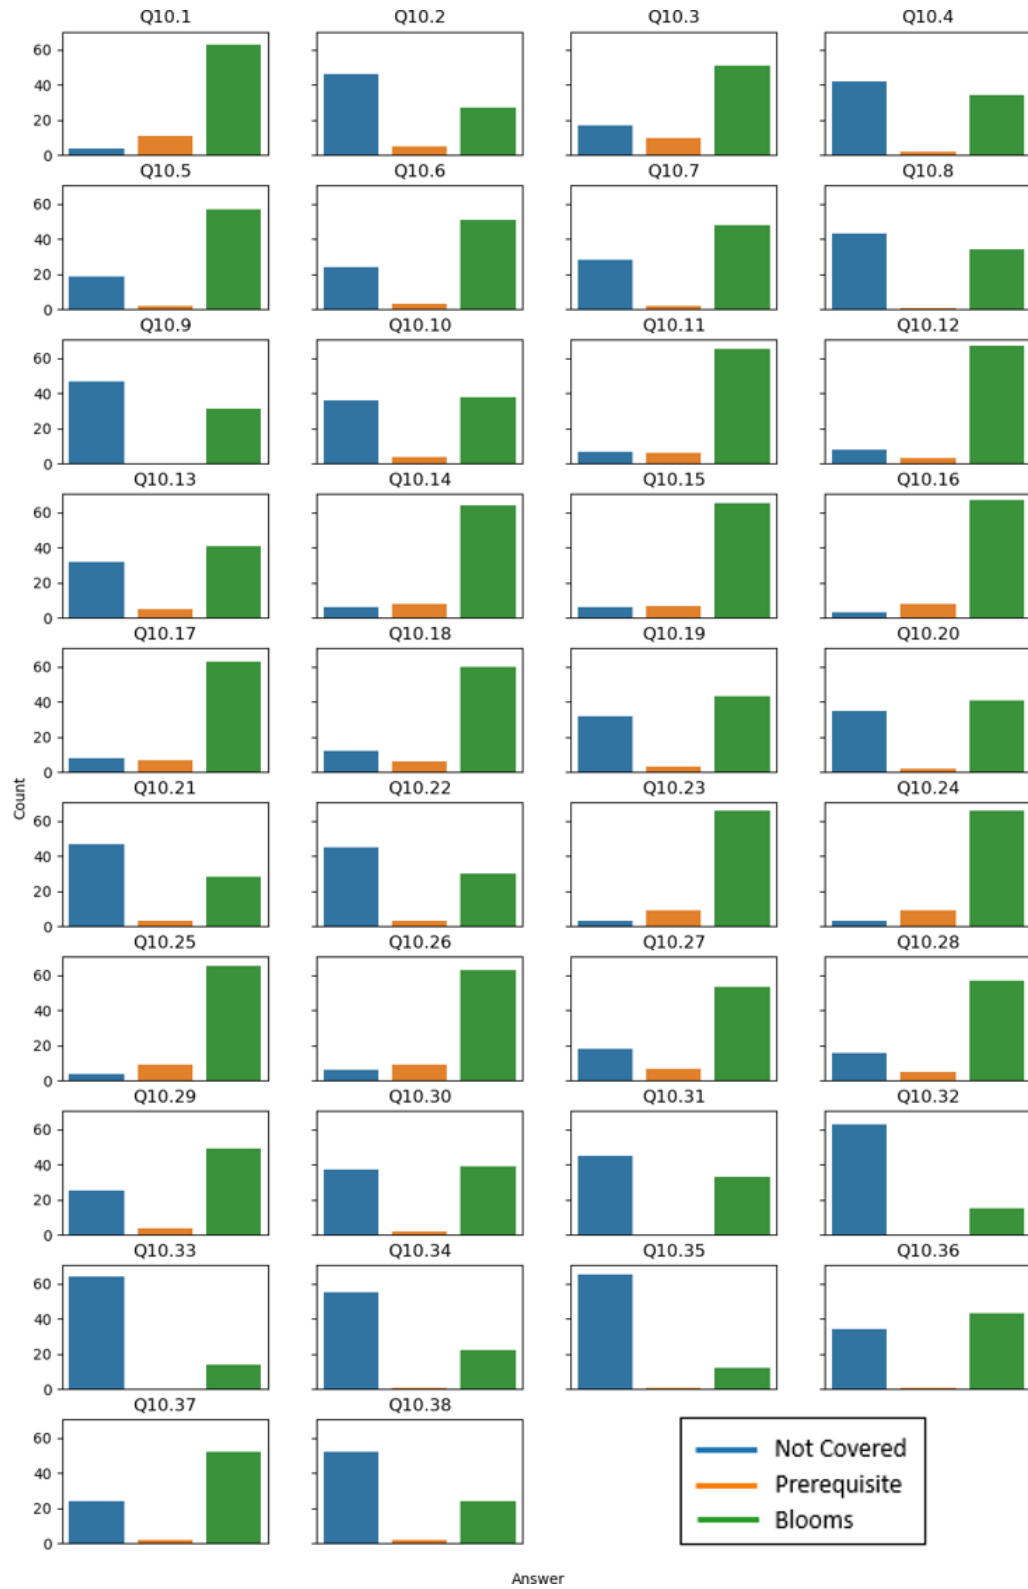 Q10.1 Q10.2 Q10.3 Q10.4
60
40
20
0
Q10.5 Q10.6 Q10.7 Q10.8
60
40
20
0
Q10.9 Q10.10 Q10.11 Q10.12
60
40
20
0
Q10.13 Q10.14 Q10.15 Q10.16
60
40
20
0
Q10.17 Q10.18 Q10.19 Q10.20
60
40
20
0
Count
Q10.21 Q10.22 Q10.23 Q10.24
60
40
20
0
Q10.25 Q10.26 Q10.27 Q10.28
60
40
20
0
Q10.29 Q10.30 Q10.31 Q10.32
60
40
20
0
Q10.33 Q10.34 Q10.35 Q10.36
60
40
20
0
Q10.37 Q10.38
60
40
20
0
Not Covered
Prerequisite
Blooms
Answer